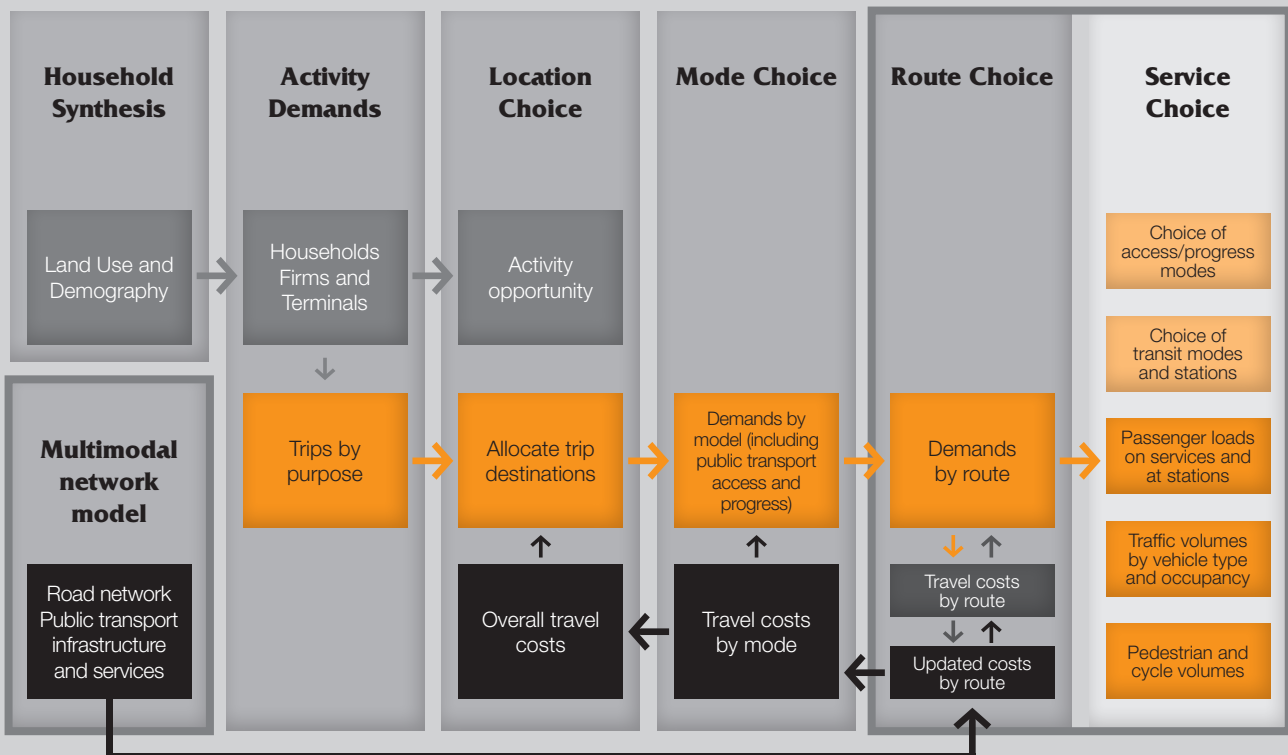 Household
Synthesis
Activity
Demands
Location
Choice
Mode Choice
Route Choice
Service
Choice
Land Use and
Demography
Households
Firms and
Terminals
Activity
opportunity
Choice of
access/progress
modes
Choice of
transit modes
and stations
Multimodal
network
model
Trips by
purpose
Allocate trip
destinations
Demands by
model (including
public transport
access and
progress)
Demands
by route
Passenger loads
on services and
at stations
Traffic volumes
by vehicle type
and occupancy
Road network
Public transport
infrastructure
and services
Overall travel
costs
Travel costs
by mode
Travel costs
by route
Updated costs
by route
Pedestrian and
cycle volumes